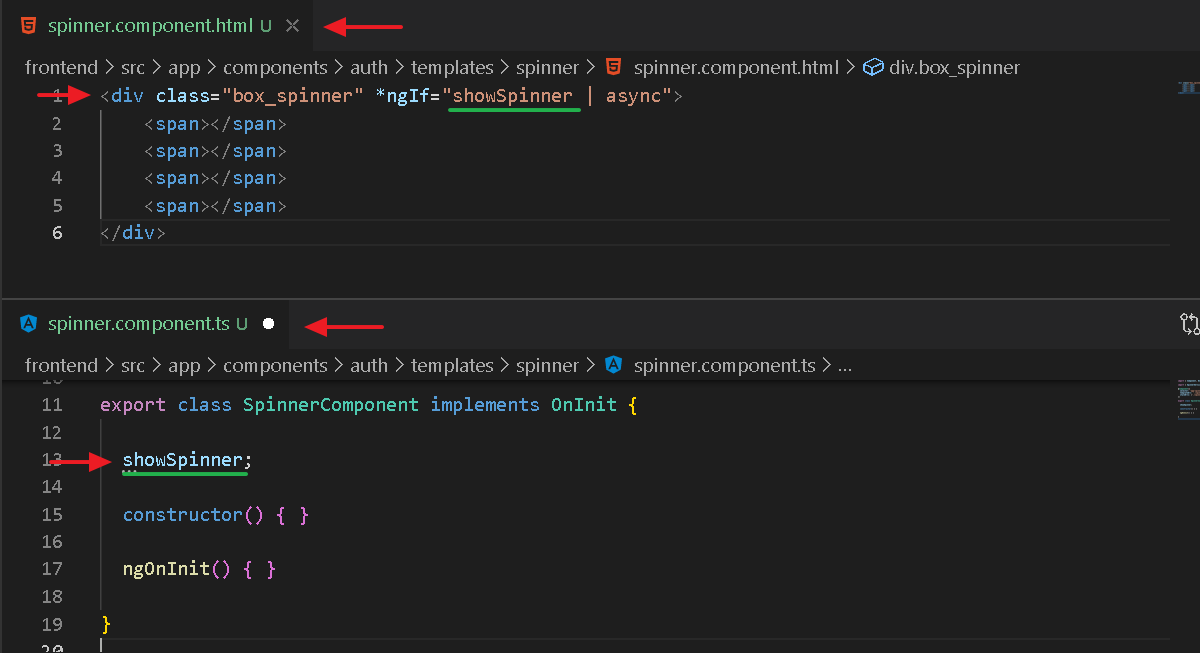 spinner.component.html U
frontend > src > app > components > auth > templates > spinner > spinner.component.html > div.box_spinner
1 <div class="box_spinner" *ngIf="showSpinner | async">
2 <span></span>
3 <span></span>
4 <span></span>
5 <span></span>
6 </div>
spinner.component.ts U
frontend > src > app > components > auth > templates > spinner > spinner.component.ts > ...
10
11 export class SpinnerComponent implements OnInit {
12
13 showSpinner;
14
15 constructor() { }
16
17 ngOnInit() { }
18
19 }
20